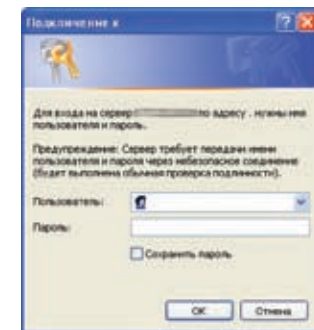 Подключение к
Для входа на сервер по адресу . нужны имя
пользователя и пароль.
Предупреждение: Сервер требует передачи имени
пользователя и пароля через небезопасное соединение
(будет выполнена обычная проверка подлинности).
Пользователь:
Пароль:
Сохранить пароль
ОК
Отмена